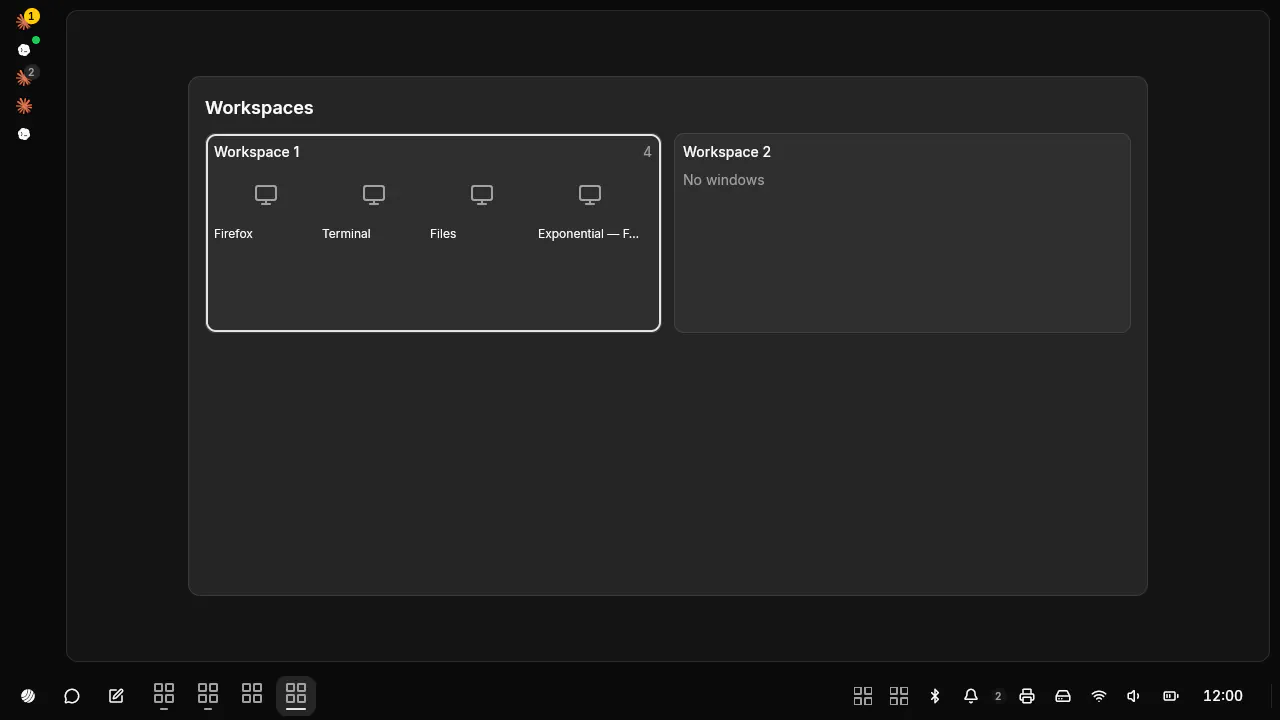 1
2
Workspaces
Workspace 1
4
Firefox
Terminal
Files
Exponential — F...
Workspace 2
No windows
2
12:00